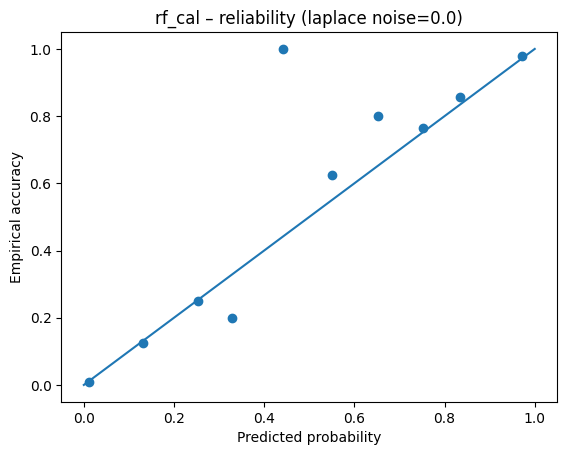 rf_cal – reliability (laplace noise=0.0)
1.0
0.8
0.6
0.4
0.2
0.0
Empirical accuracy
0.0 0.2 0.4 0.6 0.8 1.0
Predicted probability